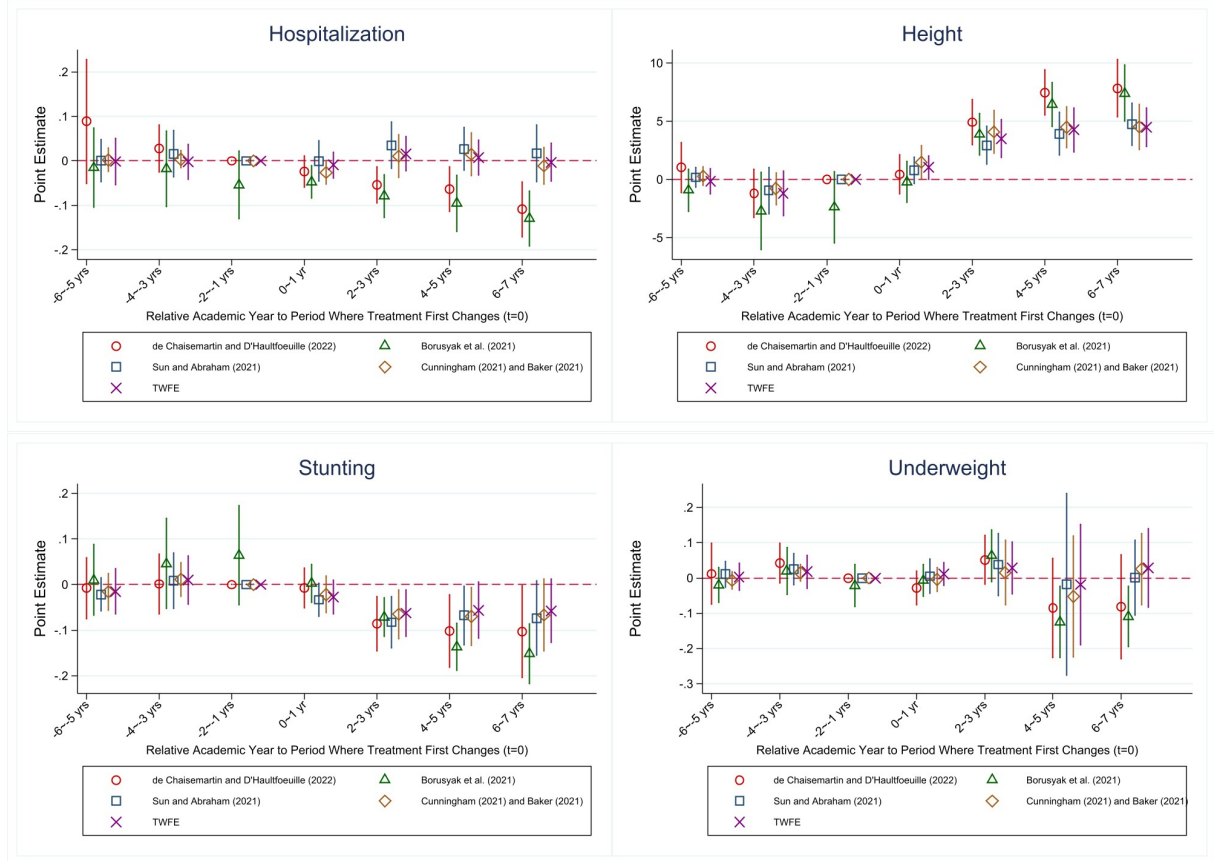 Hospitalization
Point Estimate
.2
.1
0
-.1
-.2
-6~-5 yrs
-4~-3 yrs
-2~-1 yrs
0~1 yr
2~3 yrs
4~5 yrs
6~7 yrs
Relative Academic Year to Period Where Treatment First Changes (t=0)
de Chaisemartin and D'Haultfoeuille (2022)
Borusyak et al. (2021)
Sun and Abraham (2021)
Cunningham (2021) and Baker (2021)
TWFE
Height
Point Estimate
10
5
0
-5
-6~-5 yrs
-4~-3 yrs
-2~-1 yrs
0~1 yr
2~3 yrs
4~5 yrs
6~7 yrs
Relative Academic Year to Period Where Treatment First Changes (t=0)
de Chaisemartin and D'Haultfoeuille (2022)
Borusyak et al. (2021)
Sun and Abraham (2021)
Cunningham (2021) and Baker (2021)
TWFE
Stunting
Point Estimate
.2
.1
0
-.1
-.2
-6~-5 yrs
-4~-3 yrs
-2~-1 yrs
0~1 yr
2~3 yrs
4~5 yrs
6~7 yrs
Relative Academic Year to Period Where Treatment First Changes (t=0)
de Chaisemartin and D'Haultfoeuille (2022)
Borusyak et al. (2021)
Sun and Abraham (2021)
Cunningham (2021) and Baker (2021)
TWFE
Underweight
Point Estimate
.2
.1
0
-.1
-.2
-.3
-6~-5 yrs
-4~-3 yrs
-2~-1 yrs
0~1 yr
2~3 yrs
4~5 yrs
6~7 yrs
Relative Academic Year to Period Where Treatment First Changes (t=0)
de Chaisemartin and D'Haultfoeuille (2022)
Borusyak et al. (2021)
Sun and Abraham (2021)
Cunningham (2021) and Baker (2021)
TWFE